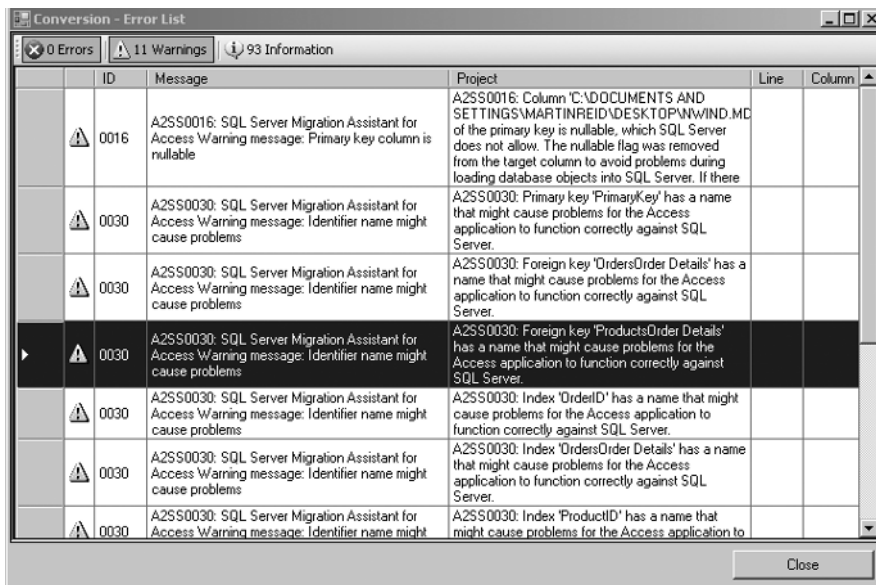 Conversion - Error List
0 Errors 11 Warnings 93 Information
ID Message Project Line Column
0016
A2SS0016: SQL Server Migration Assistant for
Access Warning message: Primary key column is
nullable
A2SS0016: Column 'C:\DOCUMENTS AND
SETTINGS\MARTINREID\DESKTOP\NWIND.MD
of the primary key is nullable, which SQL Server
does not allow. The nullable flag was removed
from the target column to avoid problems during
loading database objects into SQL Server. If there
0030
A2SS0030: SQL Server Migration Assistant for
Access Warning message: Identifier name might
cause problems
A2SS0030: Primary key 'PrimaryKey' has a name
that might cause problems for the Access
application to function correctly against SQL
Server.
0030
A2SS0030: SQL Server Migration Assistant for
Access Warning message: Identifier name might
cause problems
A2SS0030: Foreign key 'OrdersOrder Details' has a
name that might cause problems for the Access
application to function correctly against SQL
Server.
0030
A2SS0030: SQL Server Migration Assistant for
Access Warning message: Identifier name might
cause problems
A2SS0030: Foreign key 'ProductsOrder Details'
has a name that might cause problems for the
Access application to function correctly against
SQL Server.
0030
A2SS0030: SQL Server Migration Assistant for
Access Warning message: Identifier name might
cause problems
A2SS0030: Index 'OrderID' has a name that might
cause problems for the Access application to
function correctly against SQL Server.
0030
A2SS0030: SQL Server Migration Assistant for
Access Warning message: Identifier name might
cause problems
A2SS0030: Index 'OrdersOrder Details' has a name
that might cause problems for the Access
application to function correctly against SQL
Server.
0030
A2SS0030: SQL Server Migration Assistant for
Access Warning message: Identifier name might
A2SS0030: Index 'ProductID' has a name that
might cause problems for the Access application to
Close